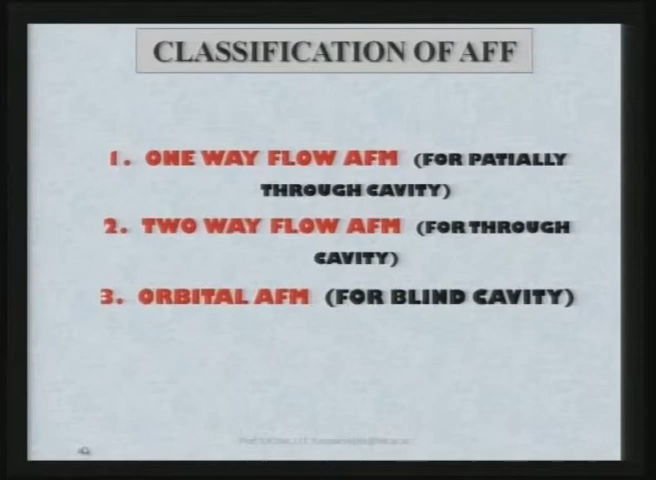 CLASSIFICATION OF AFF
1. ONE WAY FLOW AFM (FOR PATIALLY
THROUGH CAVITY)
2. TWO WAY FLOW AFM (FOR THROUGH
CAVITY)
3. ORBITAL AFM (FOR BLIND CAVITY)